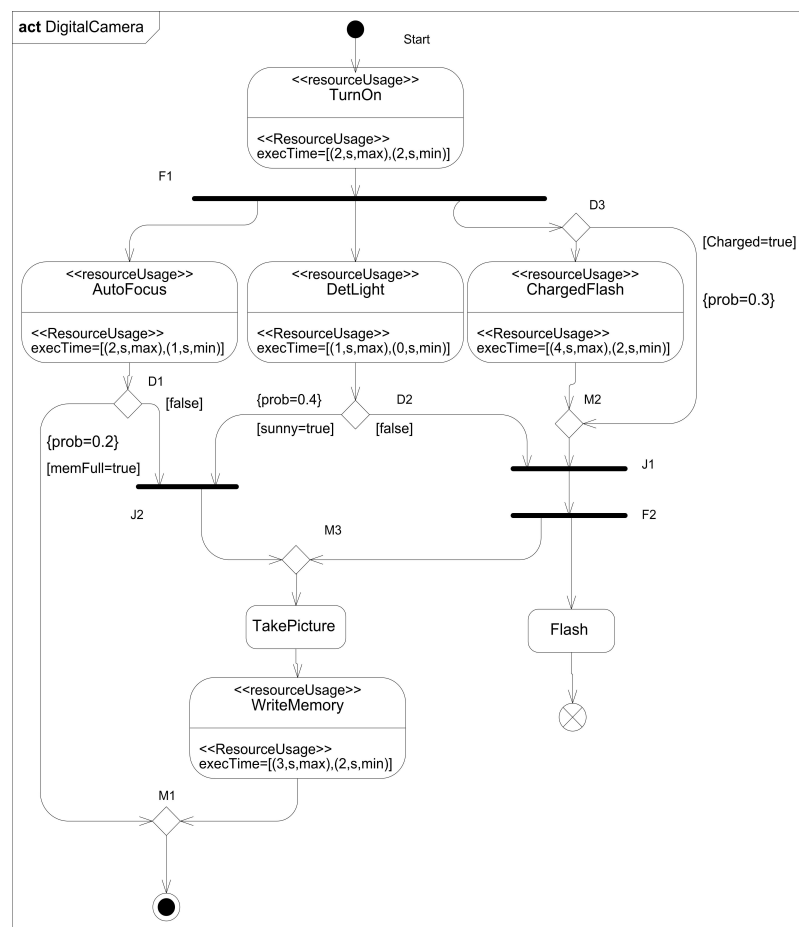 act DigitalCamera
Start
<<resourceUsage>>
TurnOn
<<ResourceUsage>>
execTime=[(2,s,max),(2,s,min)]
F1
D3
[Charged=true]
{prob=0.3}
<<resourceUsage>>
AutoFocus
<<ResourceUsage>>
execTime=[(2,s,max),(1,s,min)]
<<resourceUsage>>
DetLight
<<ResourceUsage>>
execTime=[(1,s,max),(0,s,min)]
<<resourceUsage>>
ChargedFlash
<<ResourceUsage>>
execTime=[(4,s,max),(2,s,min)]
D1
[false]
{prob=0.2}
[memFull=true]
{prob=0.4}
[sunny=true]
D2
[false]
M2
J1
J2
F2
M3
TakePicture
Flash
<<resourceUsage>>
WriteMemory
<<ResourceUsage>>
execTime=[(3,s,max),(2,s,min)]
M1